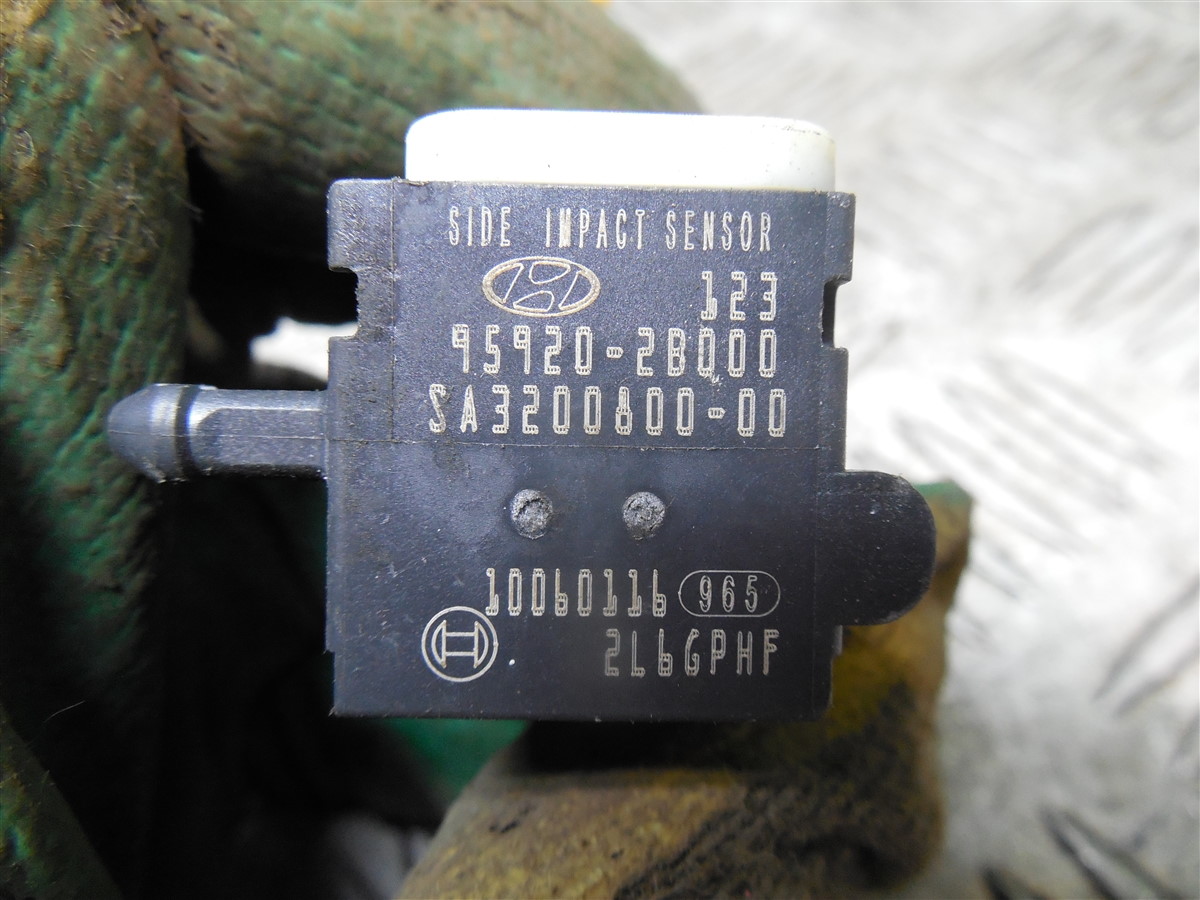 SIDE IMPACT SENSOR
123
95920-2B000
SA3200800-00
10060116 965
2L6GPHF